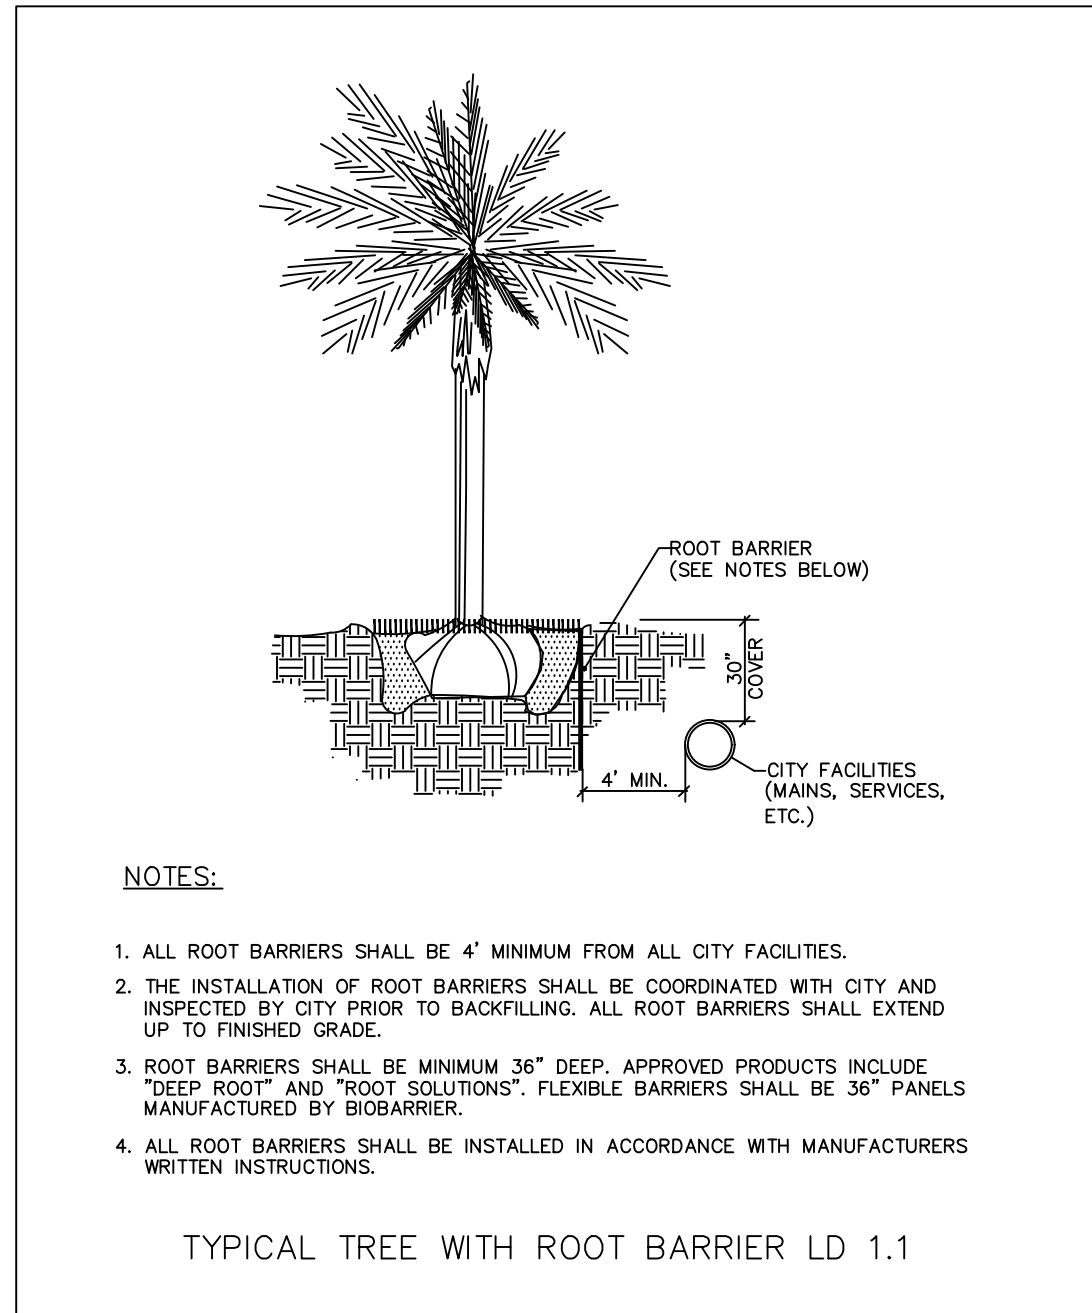 ROOT BARRIER
(SEE NOTES BELOW)
30"
COVER
4' MIN.
CITY FACILITIES
(MAINS, SERVICES,
ETC.)
NOTES:
1. ALL ROOT BARRIERS SHALL BE 4' MINIMUM FROM ALL CITY FACILITIES.
2. THE INSTALLATION OF ROOT BARRIERS SHALL BE COORDINATED WITH CITY AND
INSPECTED BY CITY PRIOR TO BACKFILLING. ALL ROOT BARRIERS SHALL EXTEND
UP TO FINISHED GRADE.
3. ROOT BARRIERS SHALL BE MINIMUM 36" DEEP. APPROVED PRODUCTS INCLUDE
"DEEP ROOT" AND "ROOT SOLUTIONS". FLEXIBLE BARRIERS SHALL BE 36" PANELS
MANUFACTURED BY BIOBARRIER.
4. ALL ROOT BARRIERS SHALL BE INSTALLED IN ACCORDANCE WITH MANUFACTURERS
WRITTEN INSTRUCTIONS.
TYPICAL TREE WITH ROOT BARRIER LD 1.1